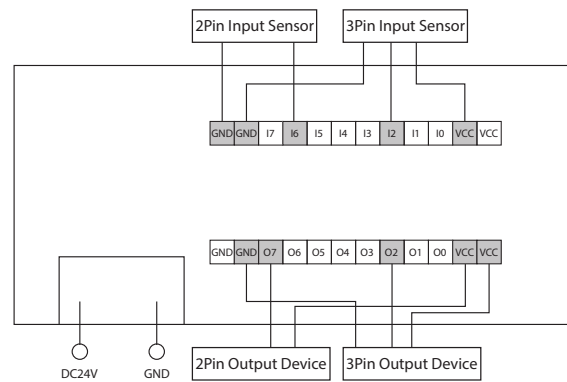 2Pin Input Sensor 3Pin Input Sensor
GND GND I7 I6 I5 I4 I3 I2 I1 I0 VCC VCC
GND GND O7 O6 O5 O4 O3 O2 O1 O0 VCC VCC
2Pin Output Device 3Pin Output Device
DC24V GND